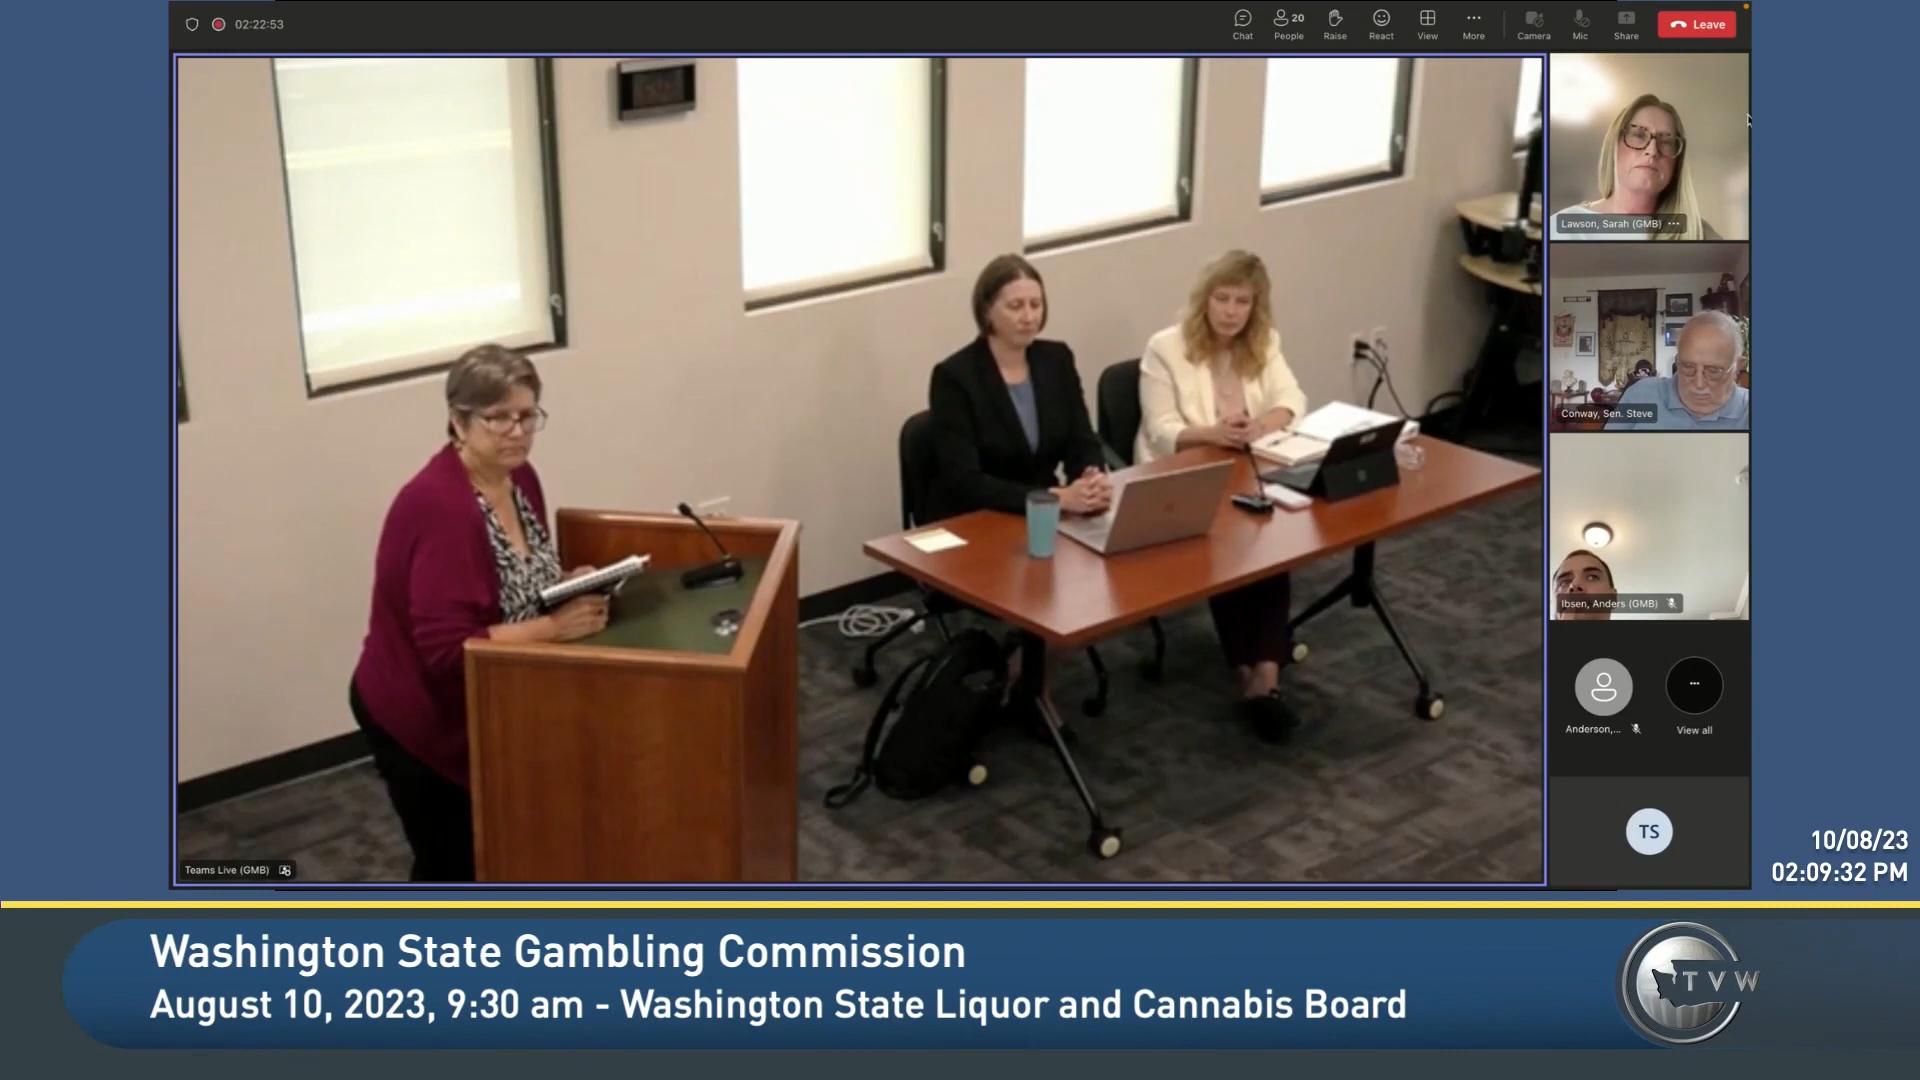 02:22:53
Chat
20
People
Raise
React
View
More
Camera
Mic
Share
Leave
Lawson, Sarah (GMB)
Conway, Sen. Steve
Ibsen, Anders (GMB)
Anderson,...
View all
TS
Teams Live (GMB)
10/08/23
02:09:32 PM
Washington State Gambling Commission
August 10, 2023, 9:30 am - Washington State Liquor and Cannabis Board
TVW